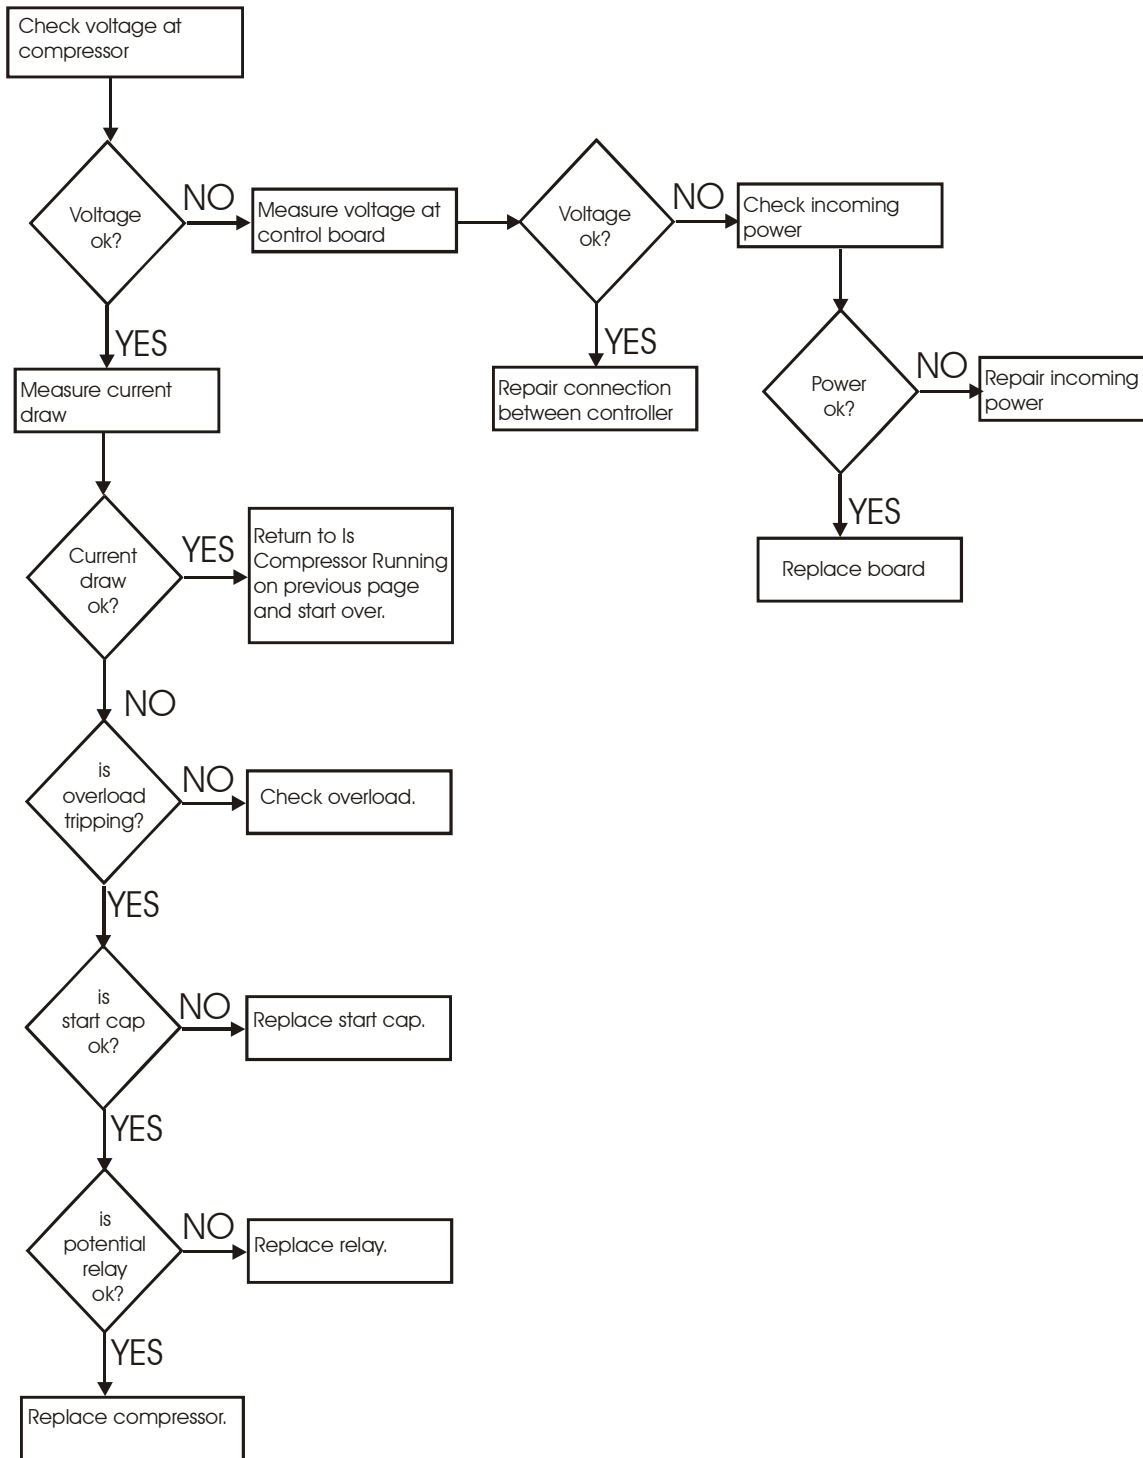 Check voltage at
compressor
Voltage
ok?
NO
Measure voltage at
control board
Voltage
ok?
NO
Check incoming
power
YES
Repair connection
between controller
Power
ok?
NO
Repair incoming
power
YES
Replace board
YES
Measure current
draw
Current
draw
ok?
YES
Return to Is
Compressor Running
on previous page
and start over.
NO
is
overload
tripping?
NO
Check overload.
YES
is
start cap
ok?
NO
Replace start cap.
YES
is
potential
relay
ok?
NO
Replace relay.
YES
Replace compressor.